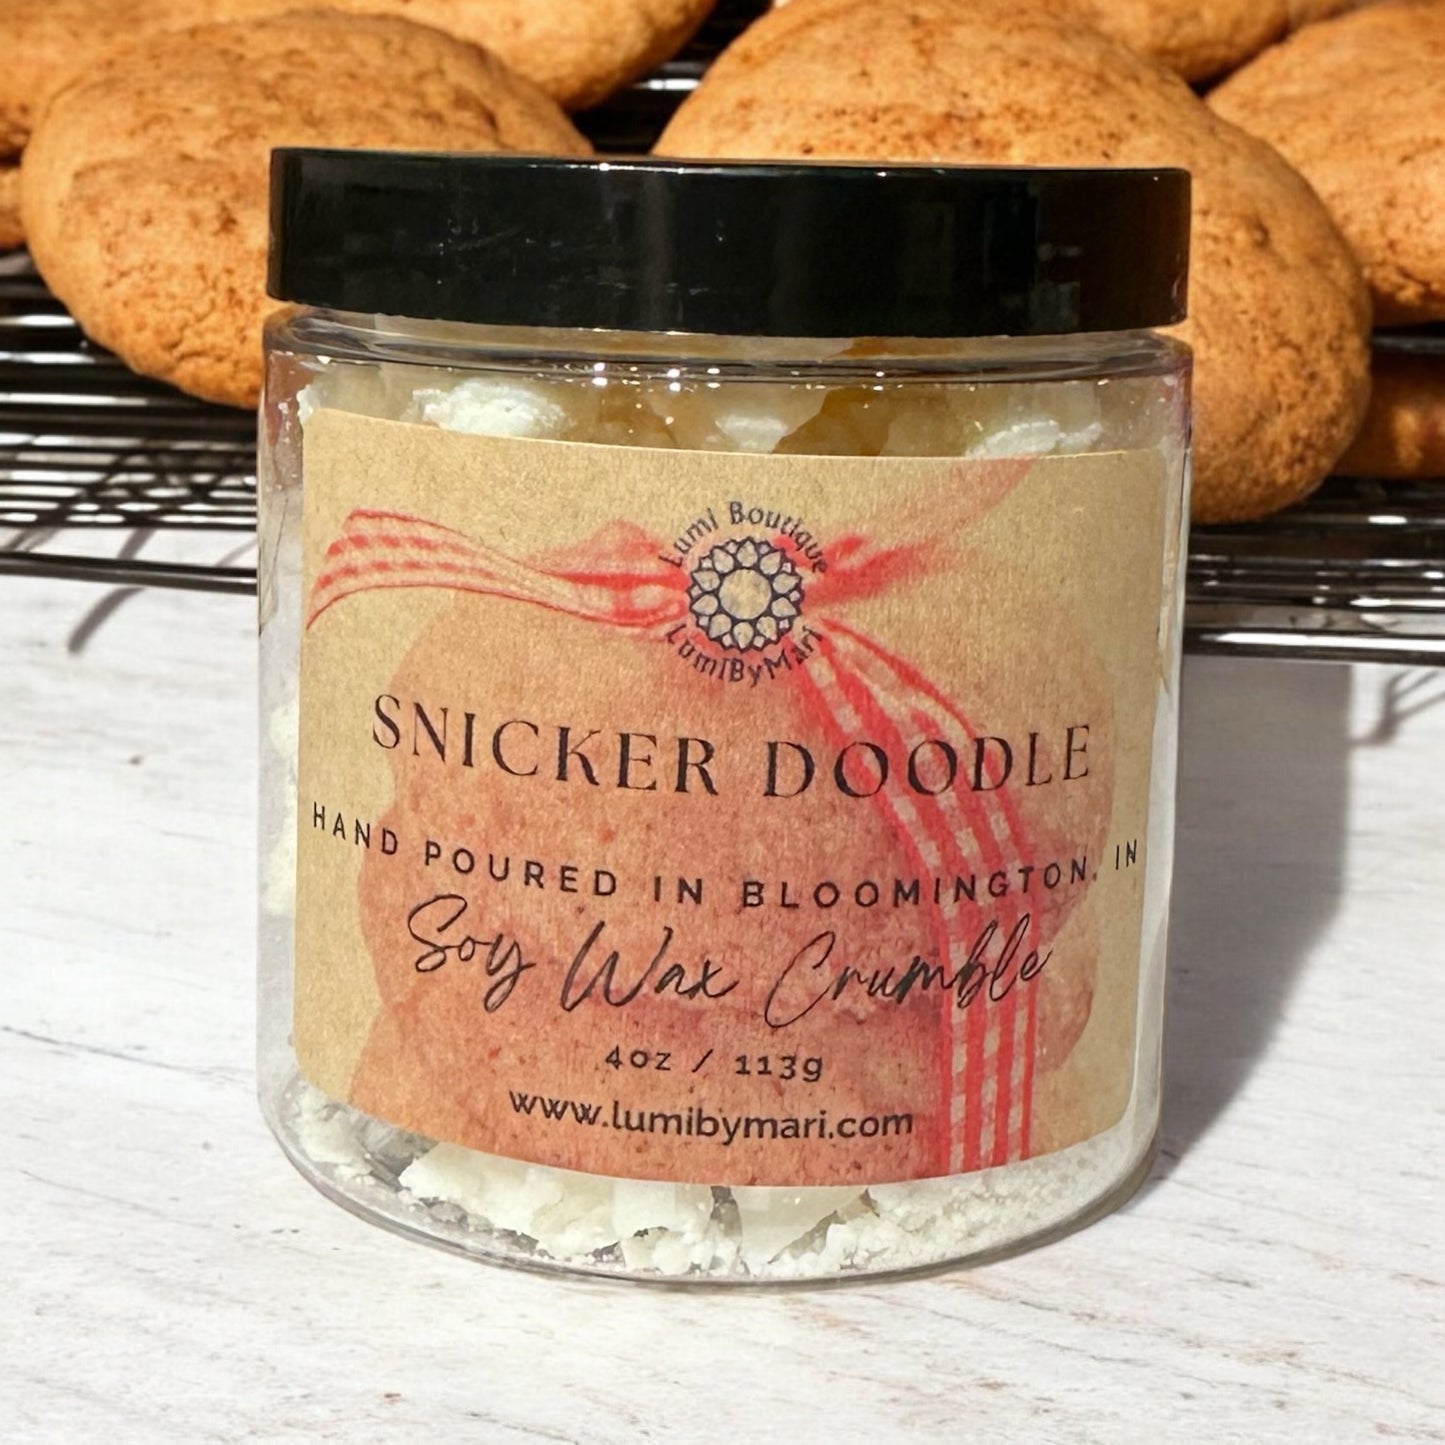 Lumi Boutique
LumiByMari
SNICKER DOODLE
HAND POURED IN BLOOMINGTON, IN
Soy Wax Crumble
4oz / 113g
www.lumibymari.com